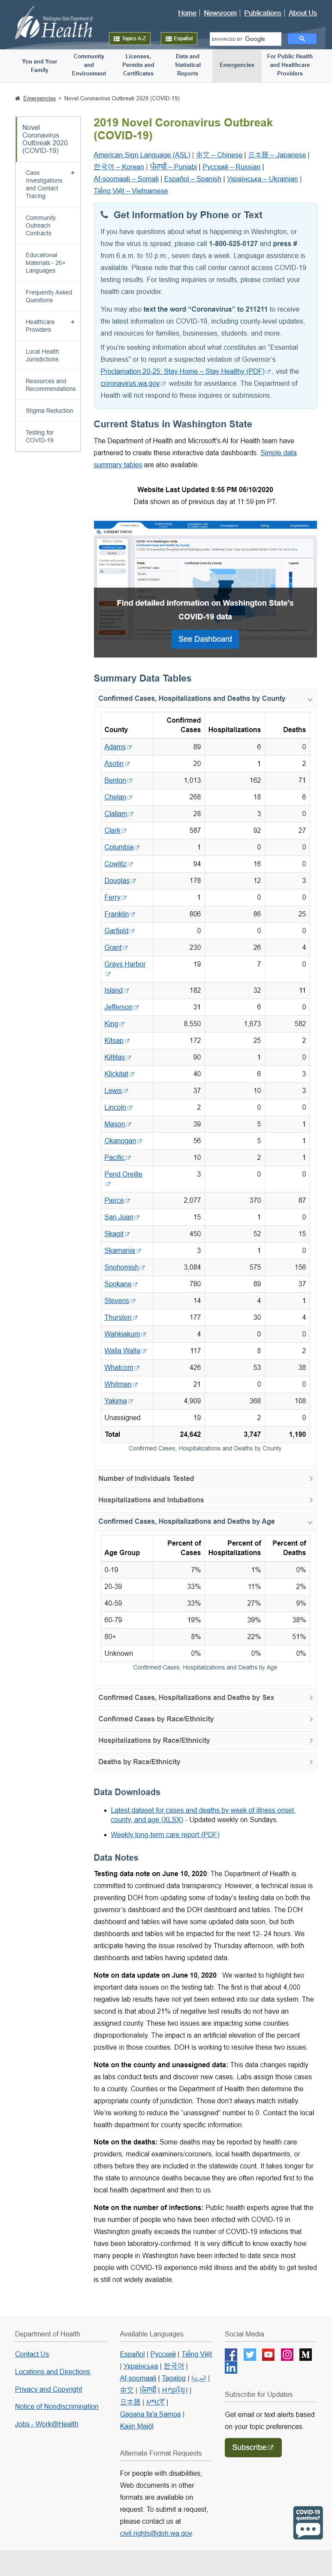 Washington State Department of
Health
Home | Newsroom | Publications | About Us
Topics A-Z
Español
ENHANCED BY Google
You and Your Family
Community and Environment
Licenses, Permits and Certificates
Data and Statistical Reports
Emergencies
For Public Health and Healthcare Providers
Emergencies > Novel Coronavirus Outbreak 2020 (COVID-19)
Novel
Coronavirus
Outbreak 2020
(COVID-19)
Case
Investigations
and Contact
Tracing
+
Community
Outreach
Contracts
Educational
Materials - 26+
Languages
Frequently Asked
Questions
Healthcare
Providers
+
Local Health
Jurisdictions
Resources and
Recommendations
Stigma Reduction
Testing for
COVID-19
2019 Novel Coronavirus Outbreak
(COVID-19)
American Sign Language (ASL) | 中文 – Chinese | 日本語 – Japanese |
한국어 – Korean | ਪੰਜਾਬੀ – Punjabi | Русский – Russian |
Af-soomaali – Somali | Español – Spanish | Українська – Ukrainian |
Tiếng Việt – Vietnamese
Get information by Phone or Text
If you have questions about what is happening in Washington, or
how the virus is spread, please call 1-800-525-0127 and press #
from 6 a.m. to 10 p.m., seven days a week. Language assistance is
available. Please note that this call center can not access COVID-19
testing results. For testing inquiries or results, please contact your
health care provider.
You may also text the word "Coronavirus" to 211211 to receive
the latest information on COVID-19, including county-level updates,
and resources for families, businesses, students, and more.
If you're seeking information about what constitutes an "Essential
Business" or to report a suspected violation of Governor's
Proclamation 20-25: Stay Home – Stay Healthy (PDF), visit the
coronavirus.wa.gov website for assistance. The Department of
Health will not respond to these inquiries or submissions.
Current Status in Washington State
The Department of Health and Microsoft's AI for Health team have
partnered to create these interactive data dashboards. Simple data
summary tables are also available.
Website Last Updated 8:55 PM 06/10/2020
Data shown as of previous day at 11:59 pm PT.
Find detailed information on Washington State's
COVID-19 data
See Dashboard
Summary Data Tables
Confirmed Cases, Hospitalizations and Deaths by County
County Confirmed Cases Hospitalizations Deaths
Adams 89 6 0
Asotin 20 1 2
Benton 1,013 162 71
Chelan 268 18 6
Clallam 28 3 0
Clark 587 92 27
Columbia 1 0 0
Cowlitz 94 16 0
Douglas 178 12 3
Ferry 1 0 0
Franklin 806 86 25
Garfield 0 0 0
Grant 230 26 4
Grays Harbor 19 7 0
Island 182 32 11
Jefferson 31 6 0
King 8,550 1,673 582
Kitsap 172 25 2
Kittitas 90 1 0
Klickitat 40 6 3
Lewis 37 10 3
Lincoln 2 0 0
Mason 39 5 1
Okanogan 56 5 1
Pacific 10 2 1
Pend Oreille 3 0 0
Pierce 2,077 370 87
San Juan 15 1 0
Skagit 450 52 15
Skamania 3 1 0
Snohomish 3,084 575 156
Spokane 780 89 37
Stevens 14 4 1
Thurston 177 30 4
Wahkiakum 4 0 0
Walla Walla 117 8 2
Whatcom 426 53 38
Whitman 21 0 0
Yakima 4,909 368 108
Unassigned 19 2 0
Total 24,642 3,747 1,190
Confirmed Cases, Hospitalizations and Deaths by County
Number of Individuals Tested
Hospitalizations and Intubations
Confirmed Cases, Hospitalizations and Deaths by Age
Age Group Percent of Cases Percent of Hospitalizations Percent of Deaths
0-19 7% 1% 0%
20-39 33% 11% 2%
40-59 33% 27% 9%
60-79 19% 39% 38%
80+ 8% 22% 51%
Unknown 0% 0% 0%
Confirmed Cases, Hospitalizations and Deaths by Age
Confirmed Cases, Hospitalizations and Deaths by Sex
Confirmed Cases by Race/Ethnicity
Hospitalizations by Race/Ethnicity
Deaths by Race/Ethnicity
Data Downloads
Latest dataset for cases and deaths by week of illness onset,
county, and age (XLSX) - Updated weekly on Sundays.
Weekly long-term care report (PDF)
Data Notes
Testing data note on June 10, 2020: The Department of Health is
committed to continuous data improvement. There are processes that
prevent DOH from updating some of today's testing data on both the
governor's dashboard and the DOH dashboard and tables. The DOH
dashboard will show accurate numbers of today's positive and
negative tests within the DOH dashboard summary data but will not
accurately update the county data or the epidemiologic curve data.
The governor's dashboard will not show updated data. These data
improvements will be implemented for the next 12- 24 hours. We
anticipate having the issue resolved by Thursday afternoon, with both
dashboards and tables having updated data.
Note on data update on June 10, 2020:  We wanted to highlight two
important data issues on the testing tab. The first is that about 4,000
negative lab results have not yet been entered into our system. The
second is that about 21% of negative test results do not have an
assigned county. These two issues are impacting some counties
disproportionately. The impact is an artificial elevation of the percent
positive in those counties. DOH is working to resolve these issues.
Note on the county and unassigned data: This data changes rapidly
as labs conduct tests and discover new cases. Labs assign those
cases to a county. Counties or the Department of Health then determine the
appropriate county of those cases. That doesn't always match initially.
We're working to reduce the "unassigned" number to 0. Contact the local
health department for county specific information.
Note on the deaths: Some deaths may be reported by health care
providers, medical examiners/coroners, local health departments, or
others before they are included in the statewide count. It takes longer for
the state to announce deaths because they are often reported first to the
local health department and then to us.
Note on the number of infections: Public health experts agree that the
true number of people who have been infected with COVID-19 in
Washington greatly exceeds the number of COVID-19 infections that
have been laboratory-confirmed. It is very difficult to know exactly how
many people in Washington have been infected to date since most
people with COVID-19 experience mild illness and the ability to get tested
is still not widely available.
Department of Health
Contact Us
Locations and Directions
Privacy and Copyright
Notice of Nondiscrimination
Jobs - Work@Health
Available Languages
Español | Русский | Tiếng Việt
| Українська | 한국어 |
Af-soomaali | Tagalog | العربية |
中文 | ਪੰਜਾਬੀ | ភាសាខ្មែរ |
日本語 | አማርኛ |
Gagana fa'a Samoa |
Kajin Majôl
Alternate Format Requests
For people with disabilities,
Web documents in other
formats are available on
request. To submit a request,
please contact us at
civil.rights@doh.wa.gov.
Social Media
Subscribe for Updates
Get email or text alerts based
on your topic preferences.
Subscribe
COVID-19
questions?